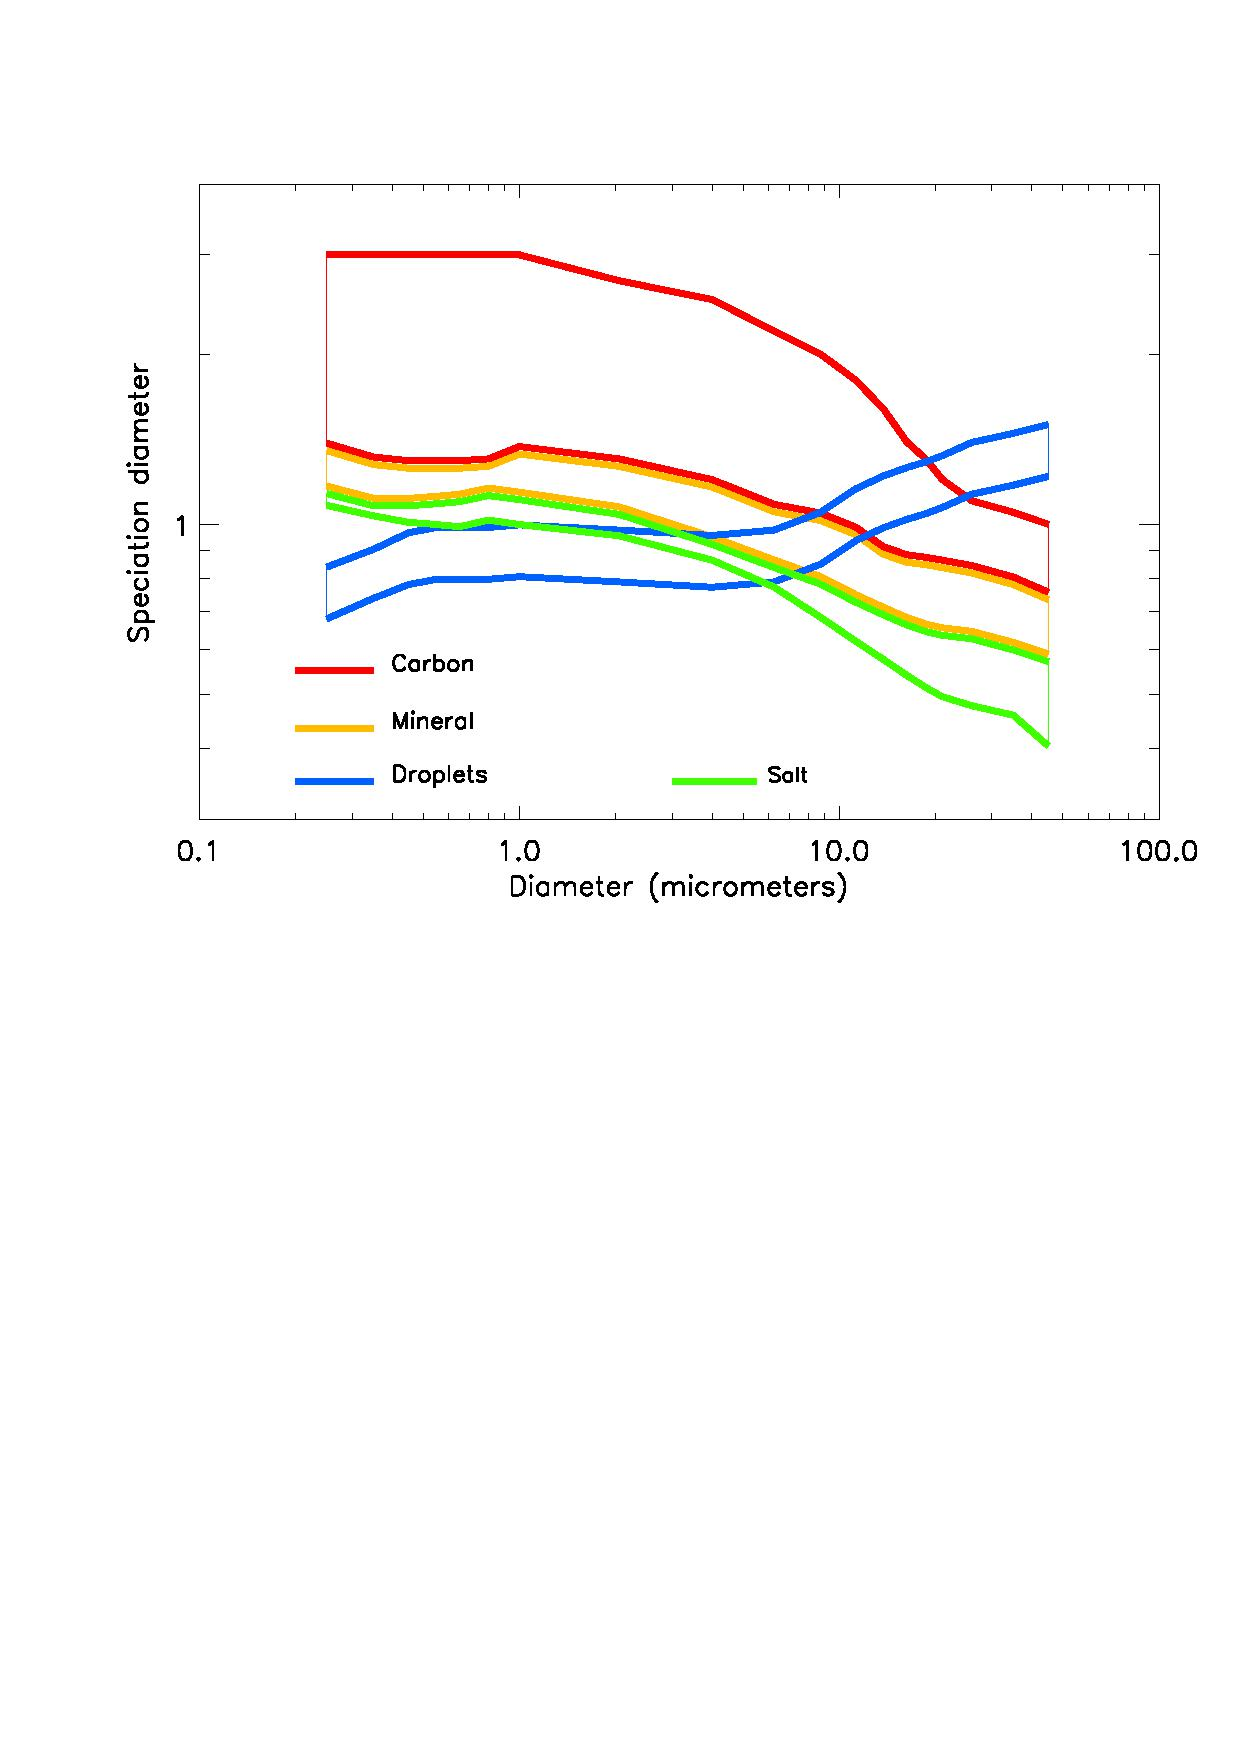 Speciation diameter
1
Carbon
Mineral
Droplets
Salt
0.1
1.0
10.0
100.0
Diameter (micrometers)